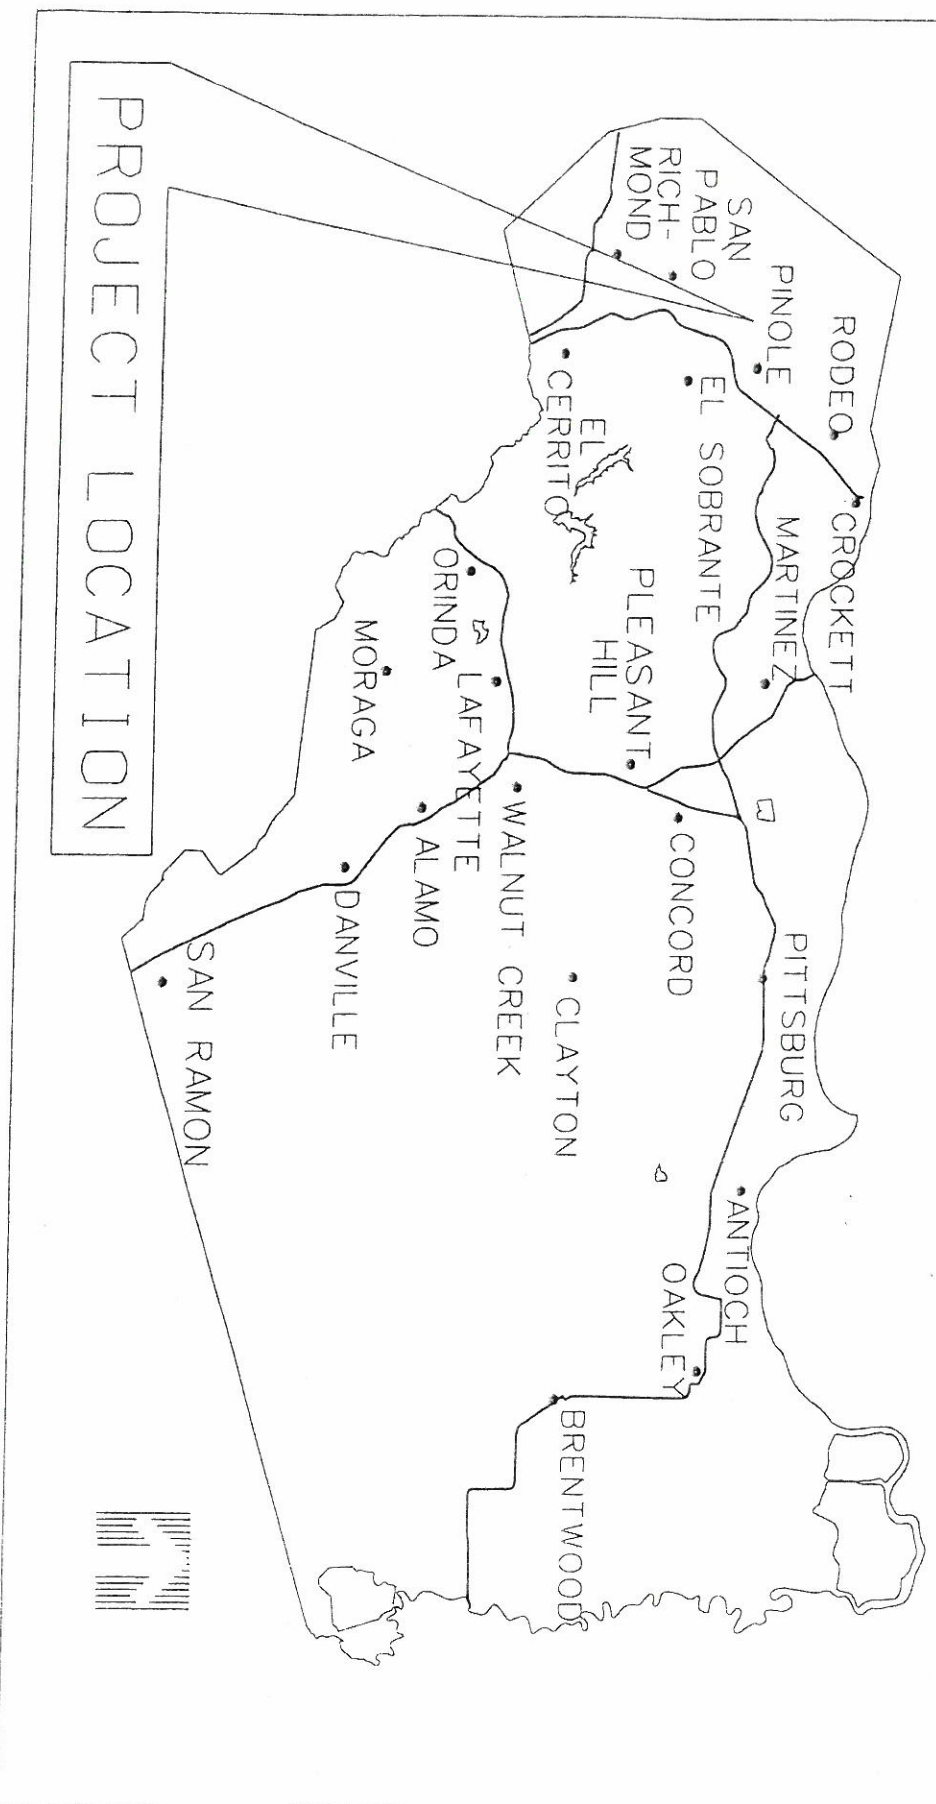 RODEO
CROCKETT
PINOLE
MARTINEZ
PITTSBURG
SAN
PABLO
RICH-
MOND
EL SOBRANTE
ANTIOCH
PLEASANT
HILL
CONCORD
OAKLEY
EL
CERRITO
CLAYTON
BRENTWOOD
WALNUT CREEK
ORINDA
LAFAYETTE
ALAMO
MORAGA
DANVILLE
SAN RAMON
PROJECT LOCATION